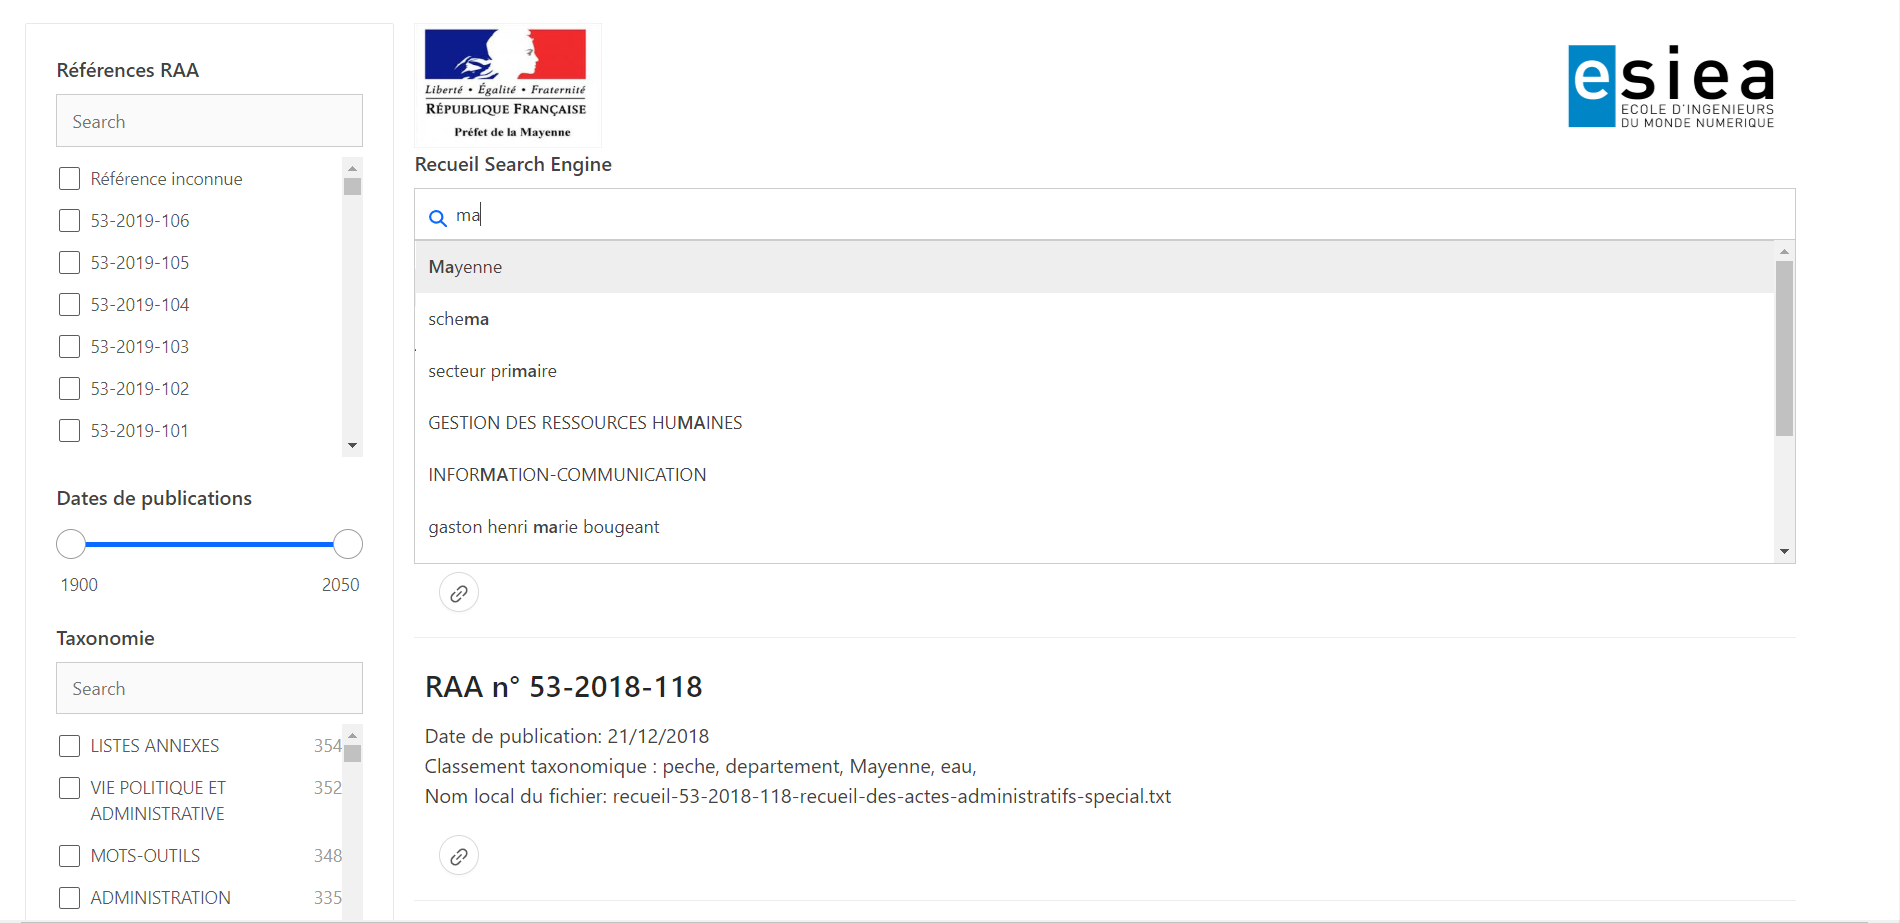 Références RAA
Search
Référence inconnue
53-2019-106
53-2019-105
53-2019-104
53-2019-103
53-2019-102
53-2019-101
Dates de publications
1900 2050
Taxonomie
Search
LISTES ANNEXES 354
VIE POLITIQUE ET 352
ADMINISTRATIVE
MOTS-OUTILS 348
ADMINISTRATION 335
Liberté • Égalité • Fraternité
RÉPUBLIQUE FRANÇAISE
Préfet de la Mayenne
esiea
ECOLE D'INGENIEURS
DU MONDE NUMERIQUE
Recueil Search Engine
ma
Mayenne
schema
secteur primaire
GESTION DES RESSOURCES HUMAINES
INFORMATION-COMMUNICATION
gaston henri marie bougeant
RAA n° 53-2018-118
Date de publication: 21/12/2018
Classement taxonomique : peche, departement, Mayenne, eau,
Nom local du fichier: recueil-53-2018-118-recueil-des-actes-administratifs-special.txt